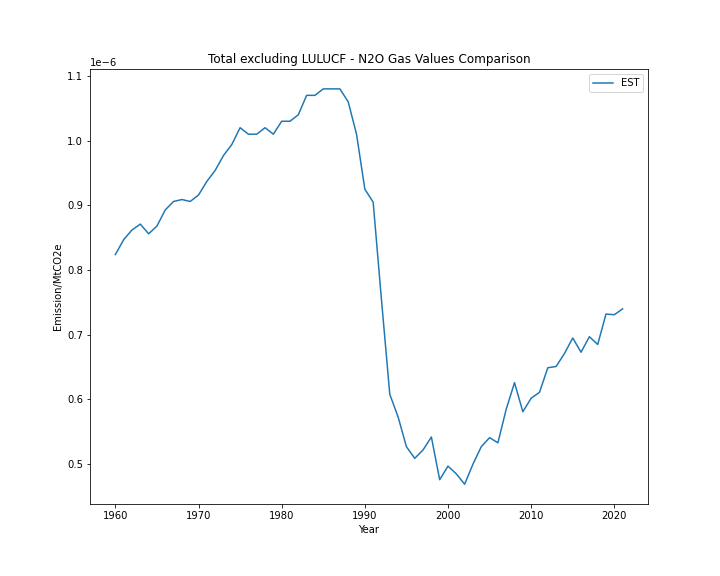 Total excluding LULUCF - N2O Gas Values Comparison
1e−6
EST
1.1
1.0
0.9
0.8
0.7
0.6
0.5
Emission/MtCO2e
1960 1970 1980 1990 2000 2010 2020
Year